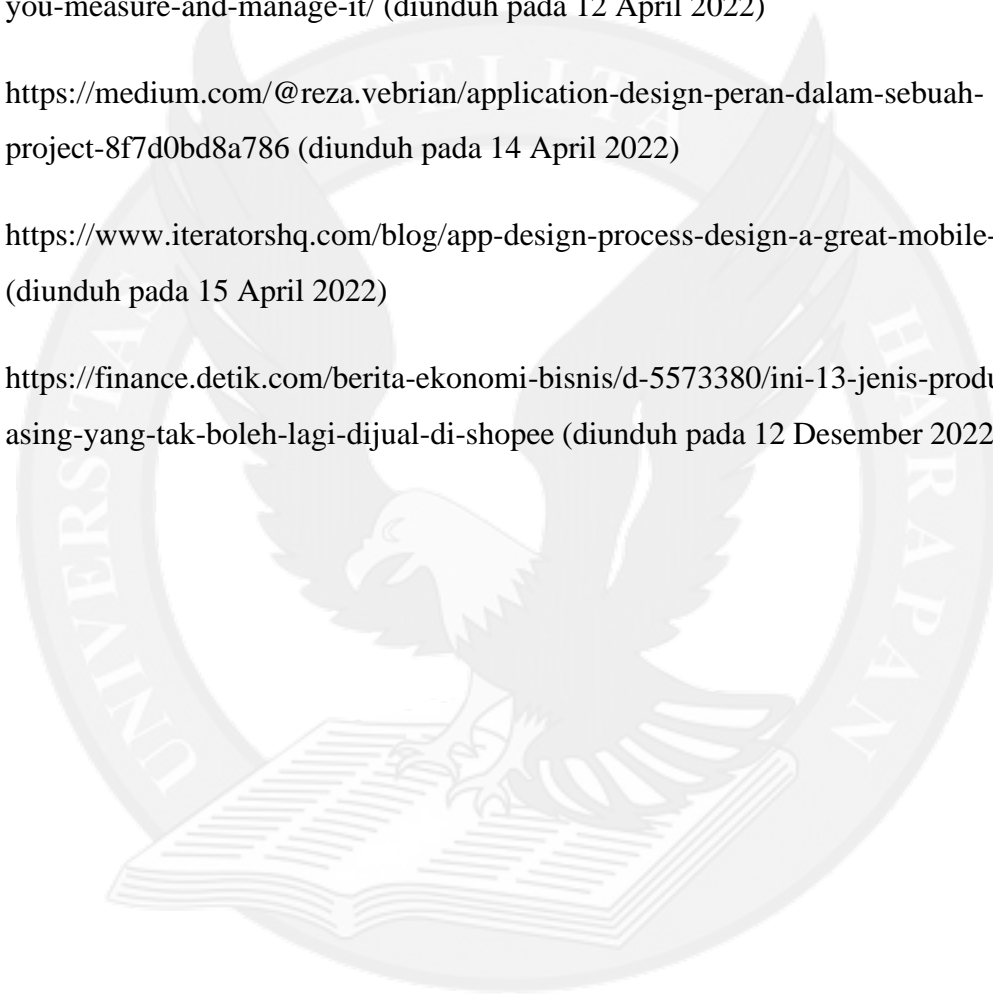 you-measure-and-manage-it/ (diunduh pada 12 April 2022)
https://medium.com/@reza.vebrian/application-design-peran-dalam-sebuah-
project-8f7d0bd8a786 (diunduh pada 14 April 2022)
https://www.iteratorshq.com/blog/app-design-process-design-a-great-mobile-
(diunduh pada 15 April 2022)
https://finance.detik.com/berita-ekonomi-bisnis/d-5573380/ini-13-jenis-produ
asing-yang-tak-boleh-lagi-dijual-di-shopee (diunduh pada 12 Desember 2022
UNIVERSITAS PELITA HARAPAN